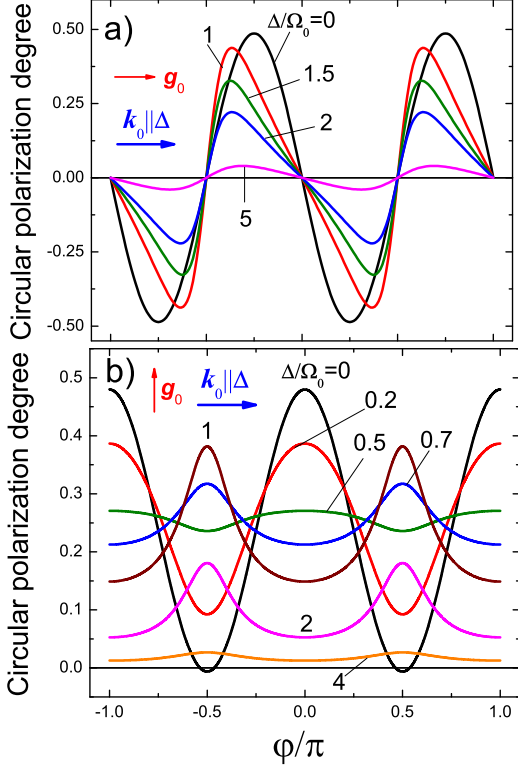 a)
Circular polarization degree
0.50
0.25
0.00
-0.25
-0.50
1
Δ/Ω₀=0
1.5
2
5
g₀
k₀||Δ
b)
Circular polarization degree
0.5
0.4
0.3
0.2
0.1
0.0
g₀
k₀||Δ
Δ/Ω₀=0
0.2
1
0.5
0.7
2
4
-1.0 -0.5 0.0 0.5 1.0
φ/π